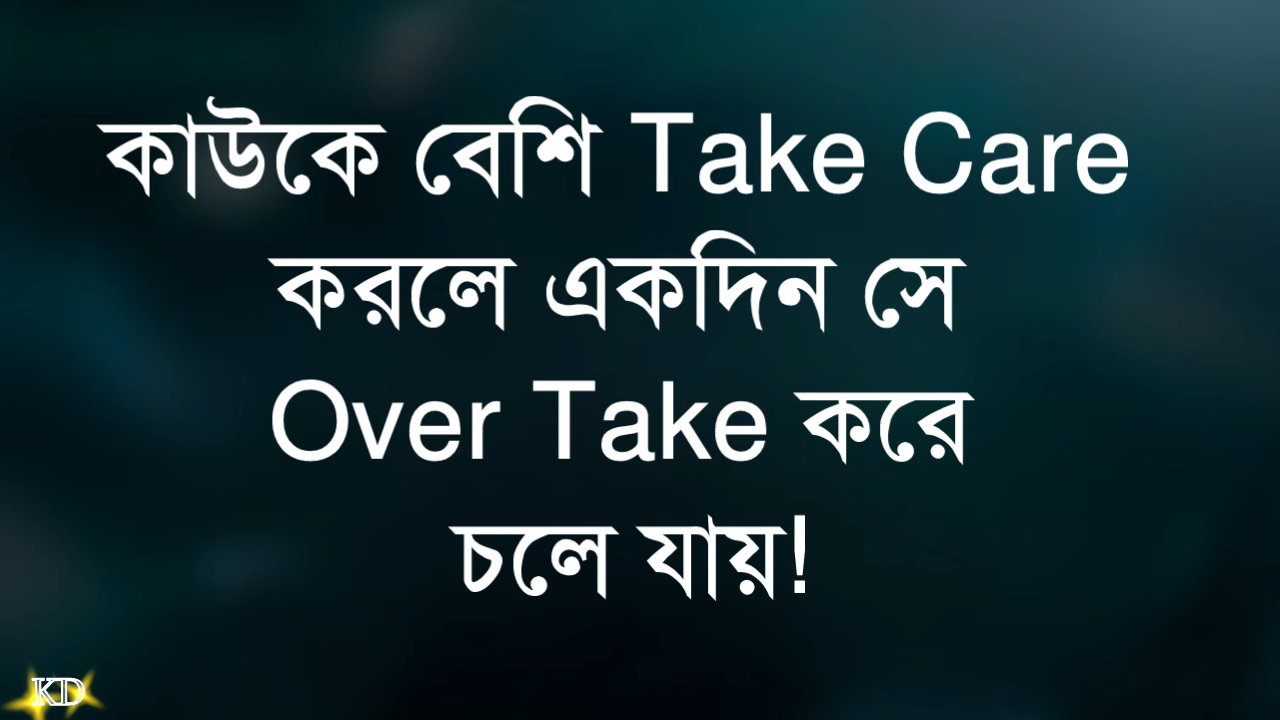 কাউকে বেশি Take Care
করলে একদিন সে
Over Take করে
চলে যায়!
KD